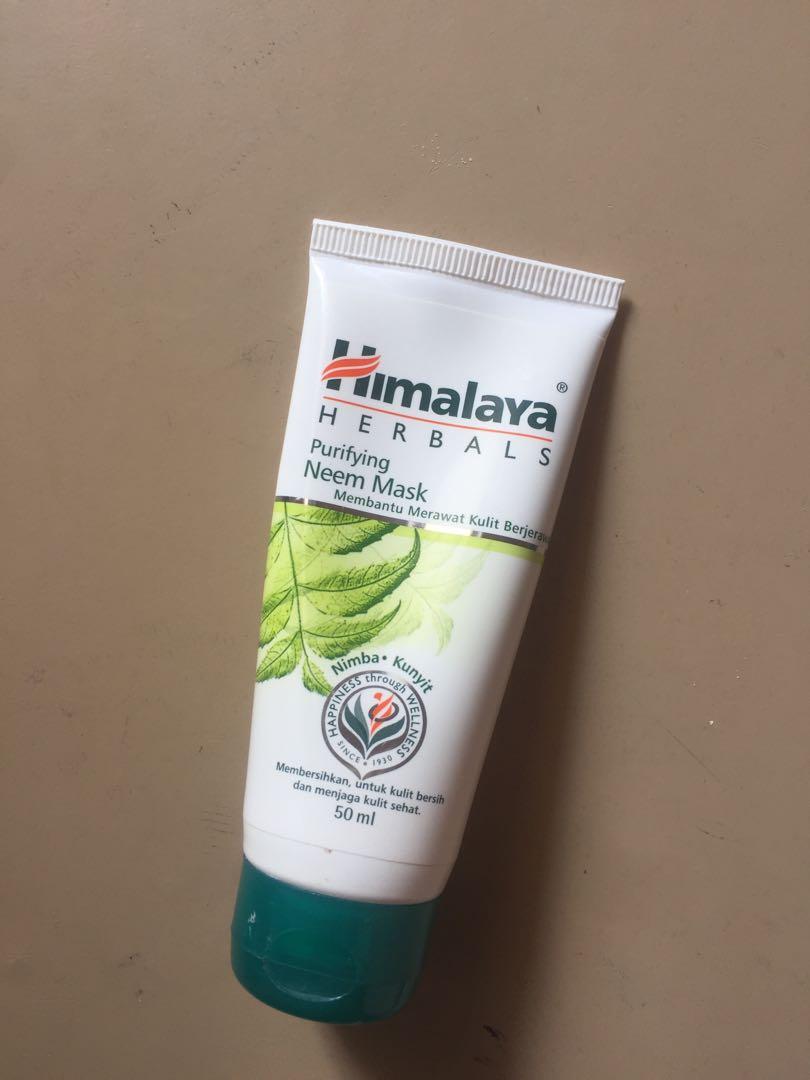 Himalaya®
HERBALS
Purifying
Neem Mask
Membantu Merawat Kulit
Nimba • Kunyit
HAPPINESS through WELLNESS
SINCE • 1930
Membersihkan, untuk kulit bersih
dan menjaga kulit sehat.
50 ml